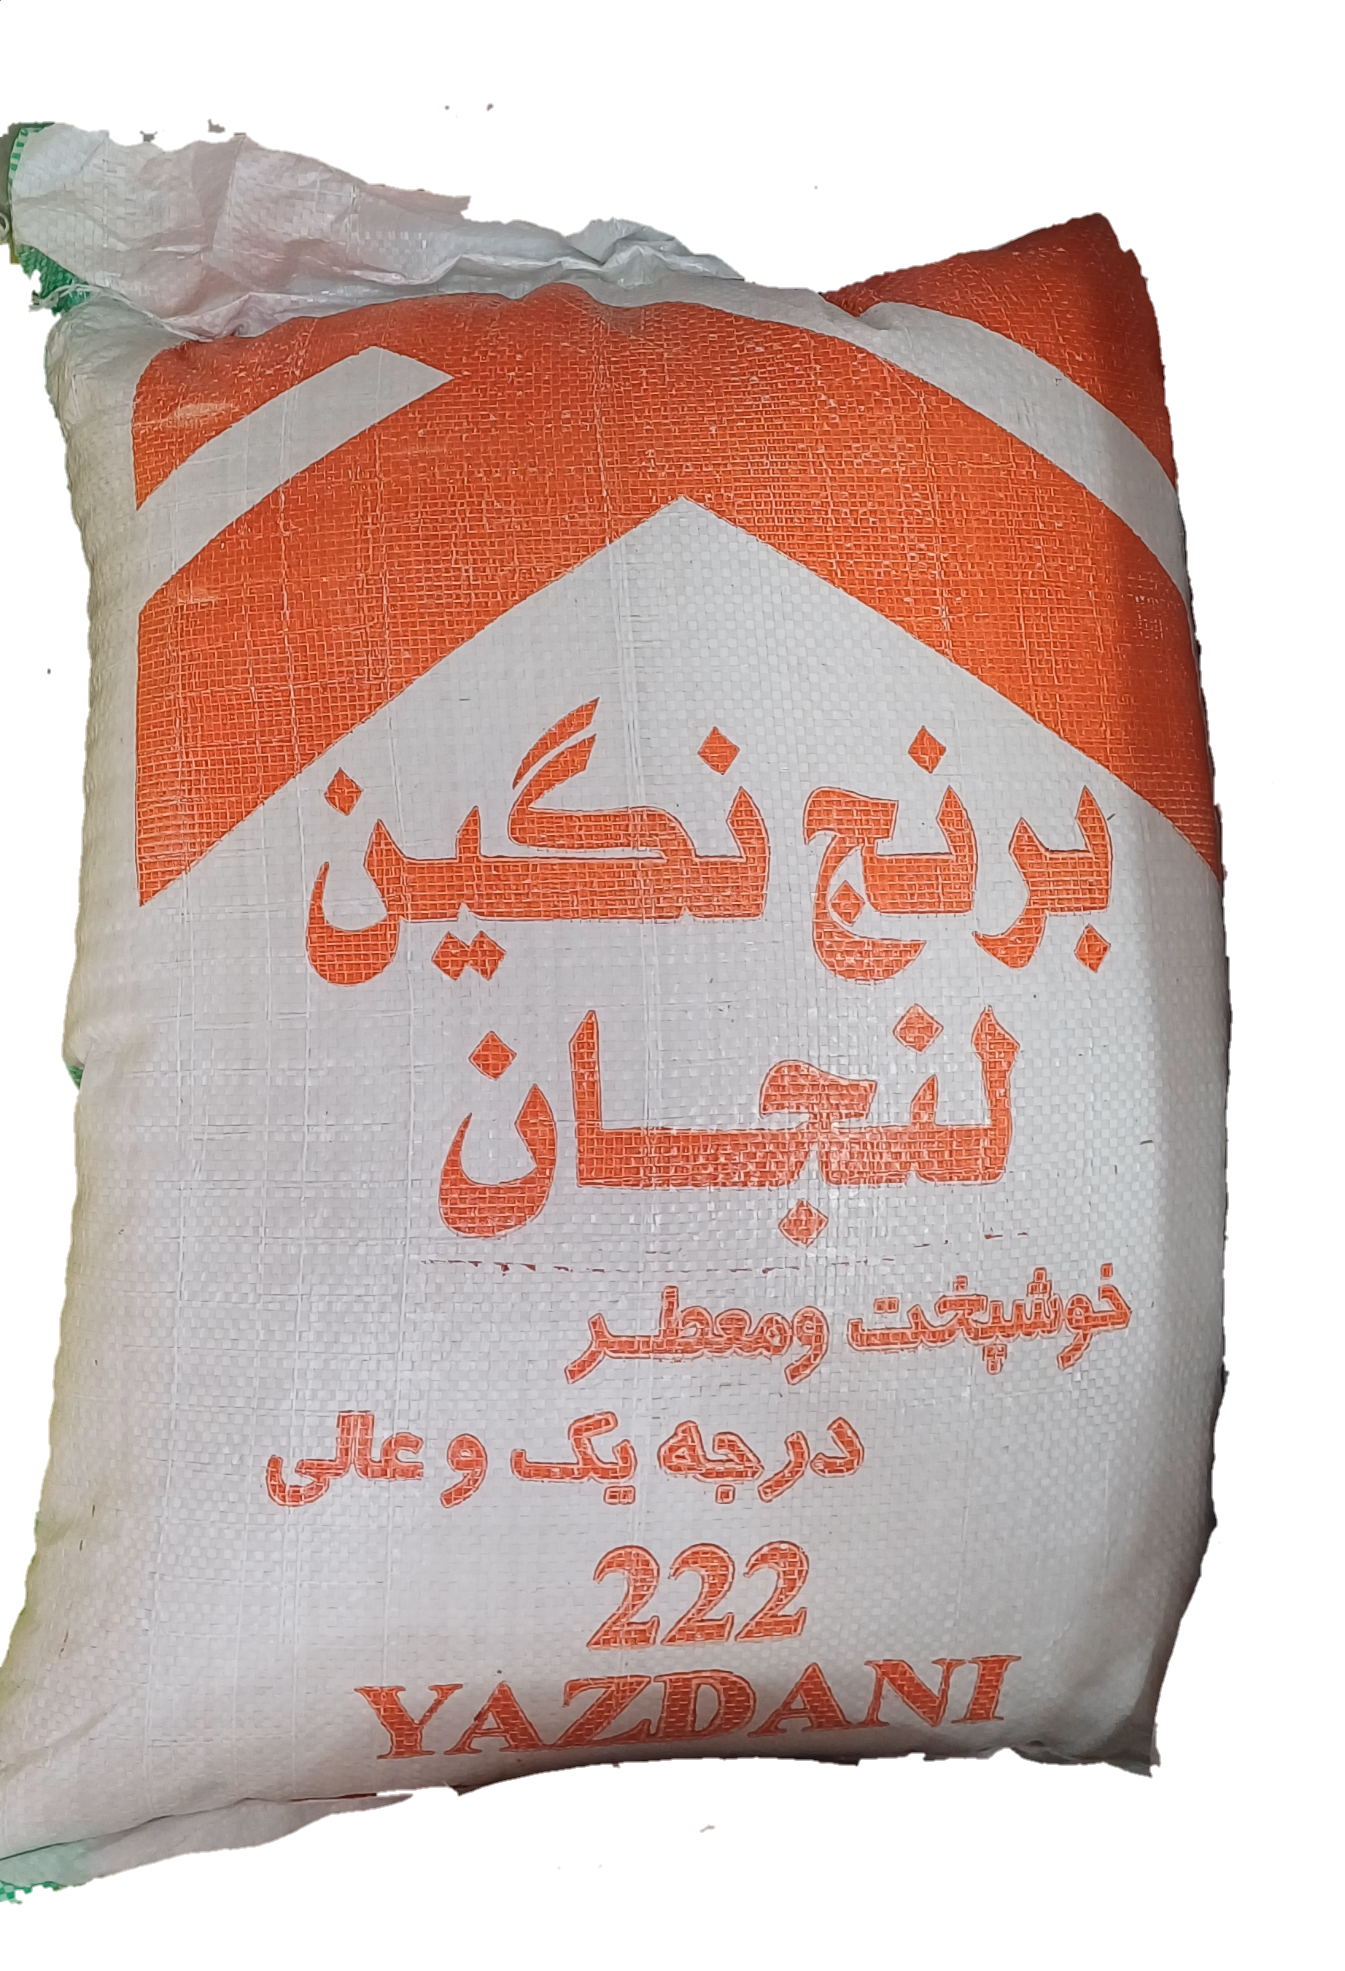 برنج نگین
لنجان
خوشپخت ومعطر
درجه یک و عالی
222
YAZDANI